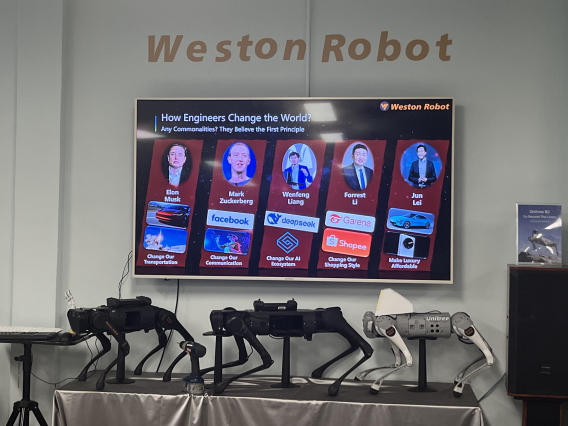 Weston Robot
Weston Robot
How Engineers Change the World?
Any Commonalities? They Believe the First Principle
Elon
Musk
Mark
Zuckerberg
Wenfeng
Liang
Forrest
Li
Jun
Lei
facebook
deepseek
Garena
Shopee
Change Our
Transportation
Change Our
Communication
Change Our AI
Ecosystem
Change Our
Shopping Style
Make Luxury
Affordable
Unitree
Unitree B2